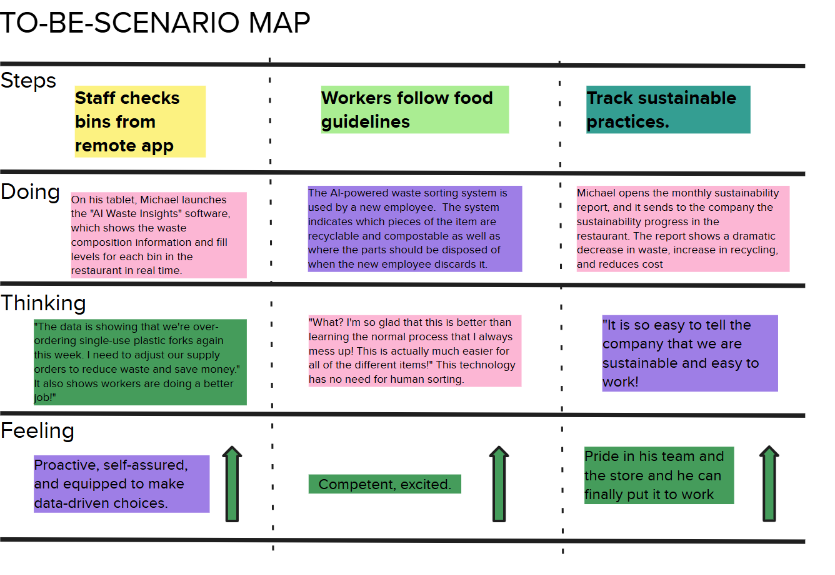 TO-BE-SCENARIO MAP
Steps
Staff checks
bins from
remote app
Workers follow food
guidelines
Track sustainable
practices.
Doing
On his tablet, Michael launches
the "AI Waste Insights" software,
which shows the waste
composition information and fill
levels for each bin in the
restaurant in real time.
The AI-powered waste sorting system is
used by a new employee. The system
indicates which pieces of the item are
recyclable and compostable as well as
where the parts should be disposed of
when the new employee discards it.
Michael opens the monthly sustainability
report, and it sends to the company the
sustainability progress in the
restaurant. The report shows a dramatic
decrease in waste, increase in recycling,
and reduces cost
Thinking
"The data is showing that we're over-
ordering single-use plastic forks again
this week. I need to adjust our supply
orders to reduce waste and save money."
It also shows workers are doing a better
job!"
"What? I'm so glad that this is better than
learning the normal process that I always
mess up! This is actually much easier for
all of the different items!" This technology
has no need for human sorting.
"It is so easy to tell the
company that we are
sustainable and easy to
work!
Feeling
Proactive, self-assured,
and equipped to make
data-driven choices.
Competent, excited.
Pride in his team and
the store and he can
finally put it to work